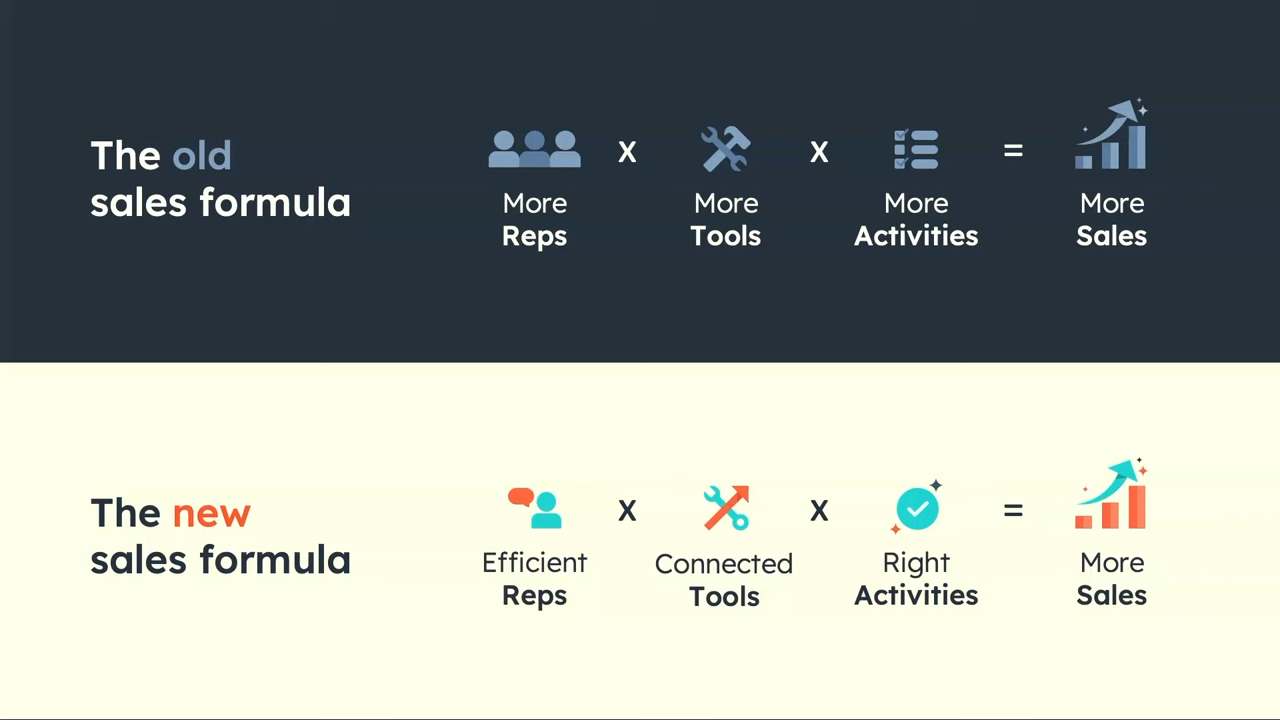 The old
sales formula
More
Reps
x
More
Tools
x
More
Activities
=
More
Sales
The new
sales formula
Efficient
Reps
x
Connected
Tools
x
Right
Activities
=
More
Sales